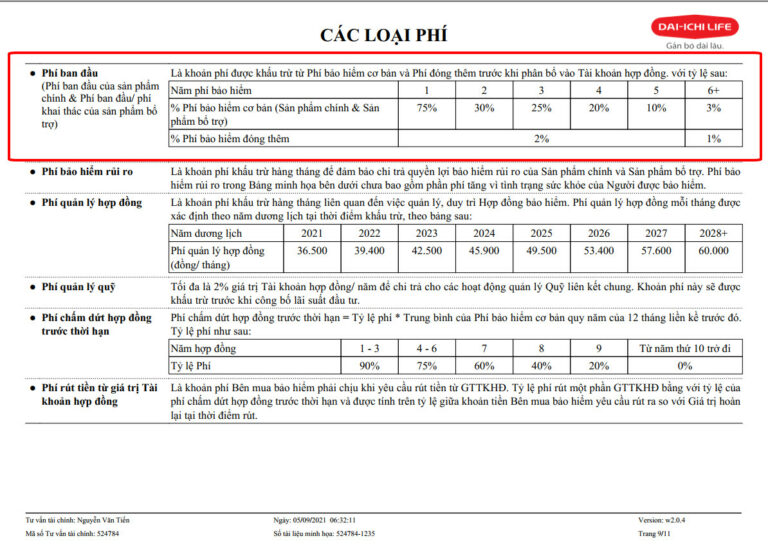 DAI-ICHI LIFE
Gắn bó dài lâu.
CÁC LOẠI PHÍ
● Phí ban đầu
(Phí ban đầu của sản phẩm
chính & Phí ban đầu/ phí
khai thác của sản phẩm bổ
trợ)
Là khoản phí được khấu trừ từ Phí bảo hiểm cơ bản và Phí đóng thêm trước khi phân bổ vào Tài khoản hợp đồng. với tỷ lệ sau:
Năm phí bảo hiểm 1 2 3 4 5 6+
% Phí bảo hiểm cơ bản (Sản phẩm chính & Sản
phẩm bổ trợ) 75% 30% 25% 20% 10% 3%
% Phí bảo hiểm đóng thêm 2% 1%
● Phí bảo hiểm rủi ro
Là khoản phí khấu trừ hàng tháng để đảm bảo chi trả quyền lợi bảo hiểm rủi ro của Sản phẩm chính và Sản phẩm bổ trợ. Phí bảo
hiểm rủi ro trong Bảng minh họa bên dưới chưa bao gồm phần phí tăng vì tình trạng sức khỏe của Người được bảo hiểm.
● Phí quản lý hợp đồng
Là khoản phí khấu trừ hàng tháng liên quan đến việc quản lý, duy trì Hợp đồng bảo hiểm. Phí quản lý hợp đồng mỗi tháng được
xác định theo năm dương lịch tại thời điểm khấu trừ, theo bảng sau:
Năm dương lịch 2021 2022 2023 2024 2025 2026 2027 2028+
Phí quản lý hợp đồng
(đồng/ tháng) 36.500 39.400 42.500 45.900 49.500 53.400 57.600 60.000
● Phí quản lý quỹ
Tối đa là 2% giá trị Tài khoản hợp đồng/ năm để chi trả cho các hoạt động quản lý Quỹ liên kết chung. Khoản phí này sẽ được
khấu trừ trước khi công bố lãi suất đầu tư.
● Phí chấm dứt hợp đồng
trước thời hạn
Phí chấm dứt hợp đồng trước thời hạn = Tỷ lệ phí * Trung bình của Phí bảo hiểm cơ bản quy năm của 12 tháng liền kề trước đó.
Tỷ lệ phí như sau:
Năm hợp đồng 1 - 3 4 - 6 7 8 9 Từ năm thứ 10 trở đi
Tỷ lệ Phí 90% 75% 60% 40% 20% 0%
● Phí rút tiền từ giá trị Tài
khoản hợp đồng
Là khoản phí Bên mua bảo hiểm phải chịu khi yêu cầu rút tiền từ GTTKHĐ. Tỷ lệ phí rút một phần GTTKHĐ bằng với tỷ lệ của
phí chấm dứt hợp đồng trước thời hạn và được tính trên tỷ lệ giữa khoản tiền Bên mua bảo hiểm yêu cầu rút ra so với Giá trị hoàn
lại tại thời điểm rút.
Tư vấn tài chính: Nguyễn Văn Tiến Ngày: 05/09/2021 06:32:11 Version: w2.0.4
Mã số Tư vấn tài chính: 524784 Số tài liệu minh họa: 524784-1235 Trang 9/11